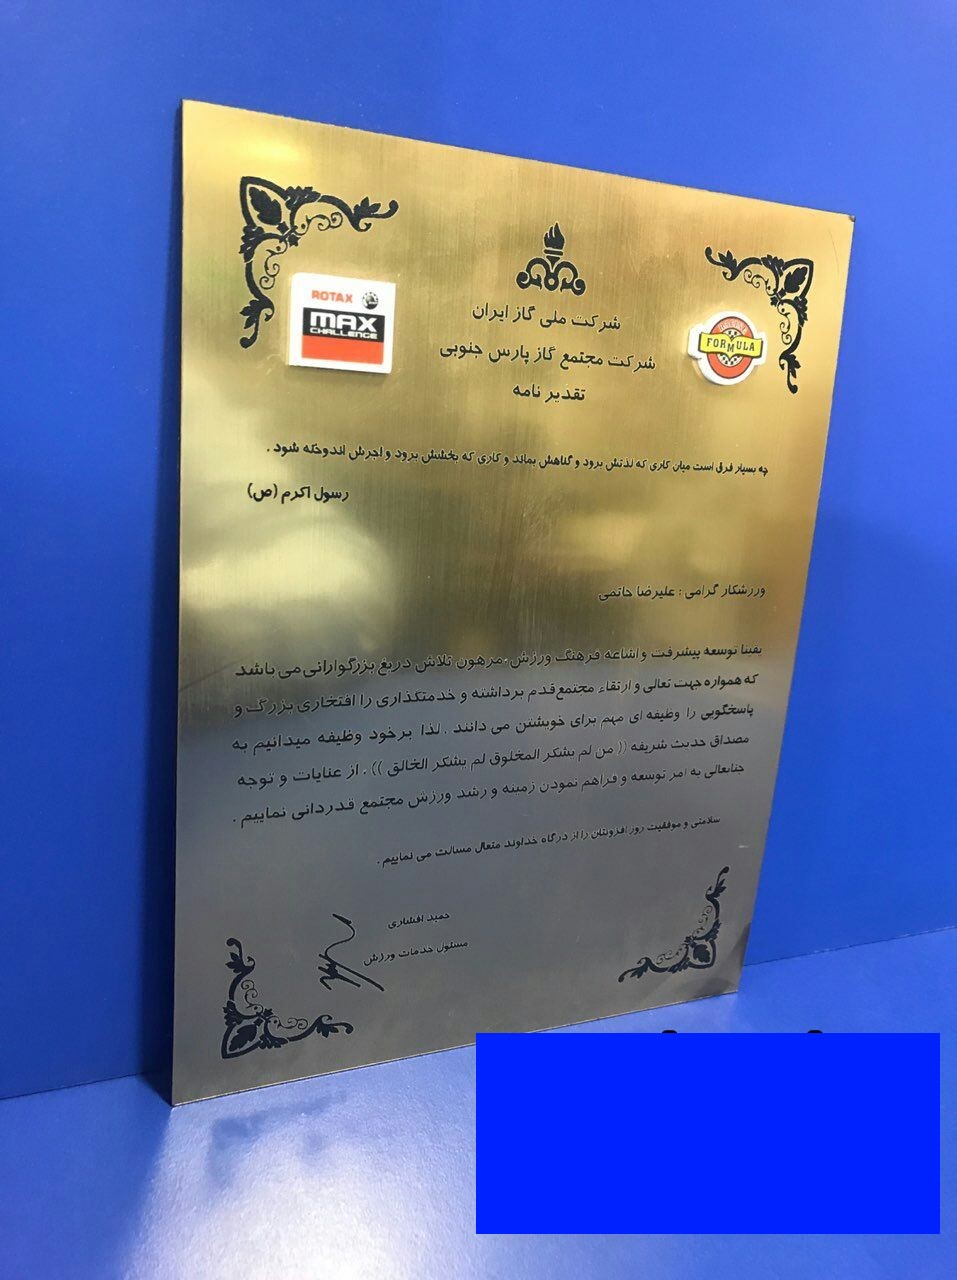 ROTAX
MAX
CHALLENGE
FORMULA
شرکت ملی گاز ایران
شرکت مجتمع گاز پارس جنوبی
تقدیر نامه
چه بسیار فرق است میان کاری که لذتش برود و گناهش بماند و کاری که بخشش برود و اجرش اندوخته شود .
رسول اکرم (ص)
ورزشکار گرامی : علیرضا حاتمی
یقینا توسعه پیشرفت و اشاعه فرهنگ ورزش ، مرهون تلاش دریغ بزرگوارانی می باشد
که همواره جهت تعالی و ارتقاء مجتمع قدم برداشته و خدمتگذاری را افتخاری بزرگ و
پاسخگویی را وظیفه ای مهم برای خویشتن می دانند . لذا برخود وظیفه میدانیم به
مصداق حدیث شریفه (( من لم یشکر المخلوق لم یشکر الخالق )) ، از عنایات و توجه
جنابعالی به امر توسعه و فراهم نمودن زمینه و رشد ورزش مجتمع قدردانی نماییم .
سلامتی و موفقیت روز افزونتان را از درگاه خداوند متعال مسالت می نماییم .
حمید افشاری
مسئول خدمات ورزش